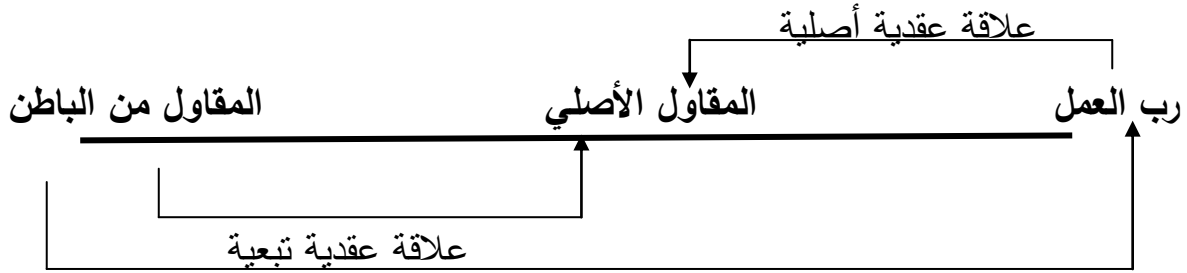 علاقة عقدية أصلية
رب العمل المقاول الأصلي المقاول من الباطن
علاقة عقدية تبعية